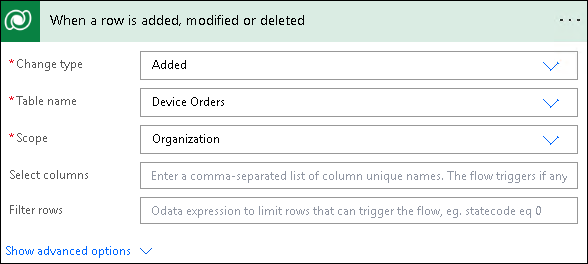 When a row is added, modified or deleted
* Change type Added
* Table name Device Orders
* Scope Organization
Select columns Enter a comma-separated list of column unique names. The flow triggers if any
Filter rows Odata expression to limit rows that can trigger the flow, eg. statecode eq 0
Show advanced options